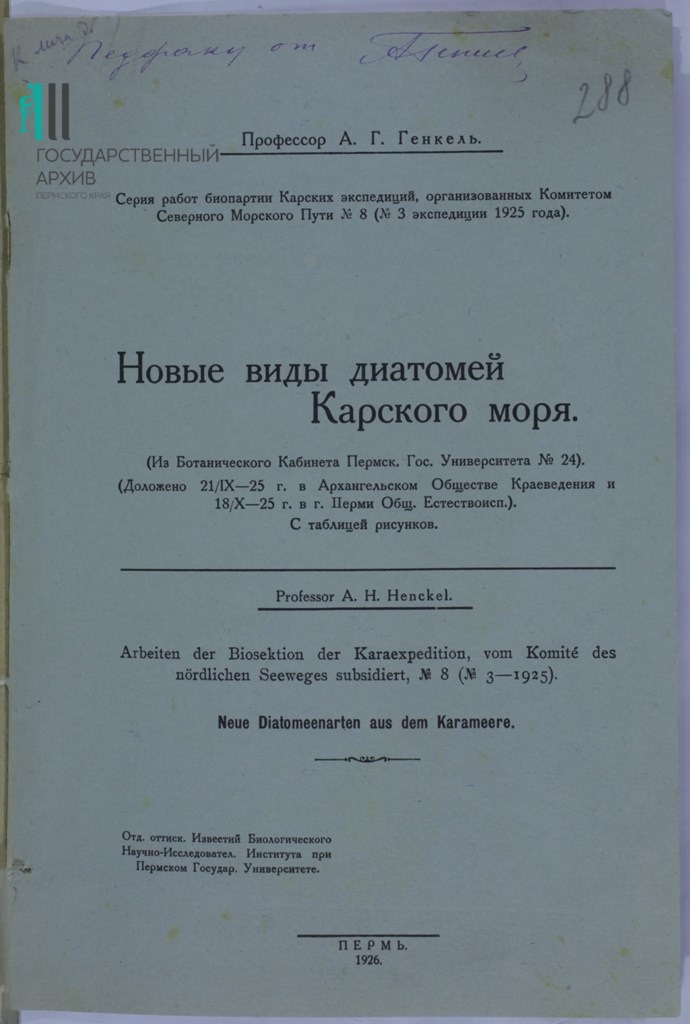 Педфаку от
288
ГОСУДАРСТВЕННЫЙ
АРХИВ
ПЕРМСКОГО КРАЯ
Профессор А. Г. Генкель.
Серия работ биопартии Карских экспедиций, организованных Комитетом
Северного Морского Пути № 8 (№ 3 экспедиции 1925 года).
Новые виды диатомей
Карского моря.
(Из Ботанического Кабинета Пермск. Гос. Университета № 24).
(Доложено 21/IX—25 г. в Архангельском Обществе Краеведения и
18/X—25 г. в г. Перми Общ. Естествоисп.).
С таблицей рисунков.
Professor A. H. Henckel.
Arbeiten der Biosektion der Karaexpedition, vom Komité des
nördlichen Seeweges subsidiert, № 8 (№ 3—1925).
Neue Diatomeenarten aus dem Karameere.
Отд. оттиск. Известий Биологического
Научно-Исследовател. Института при
Пермском Государ. Университете.
ПЕРМЬ.
1926.